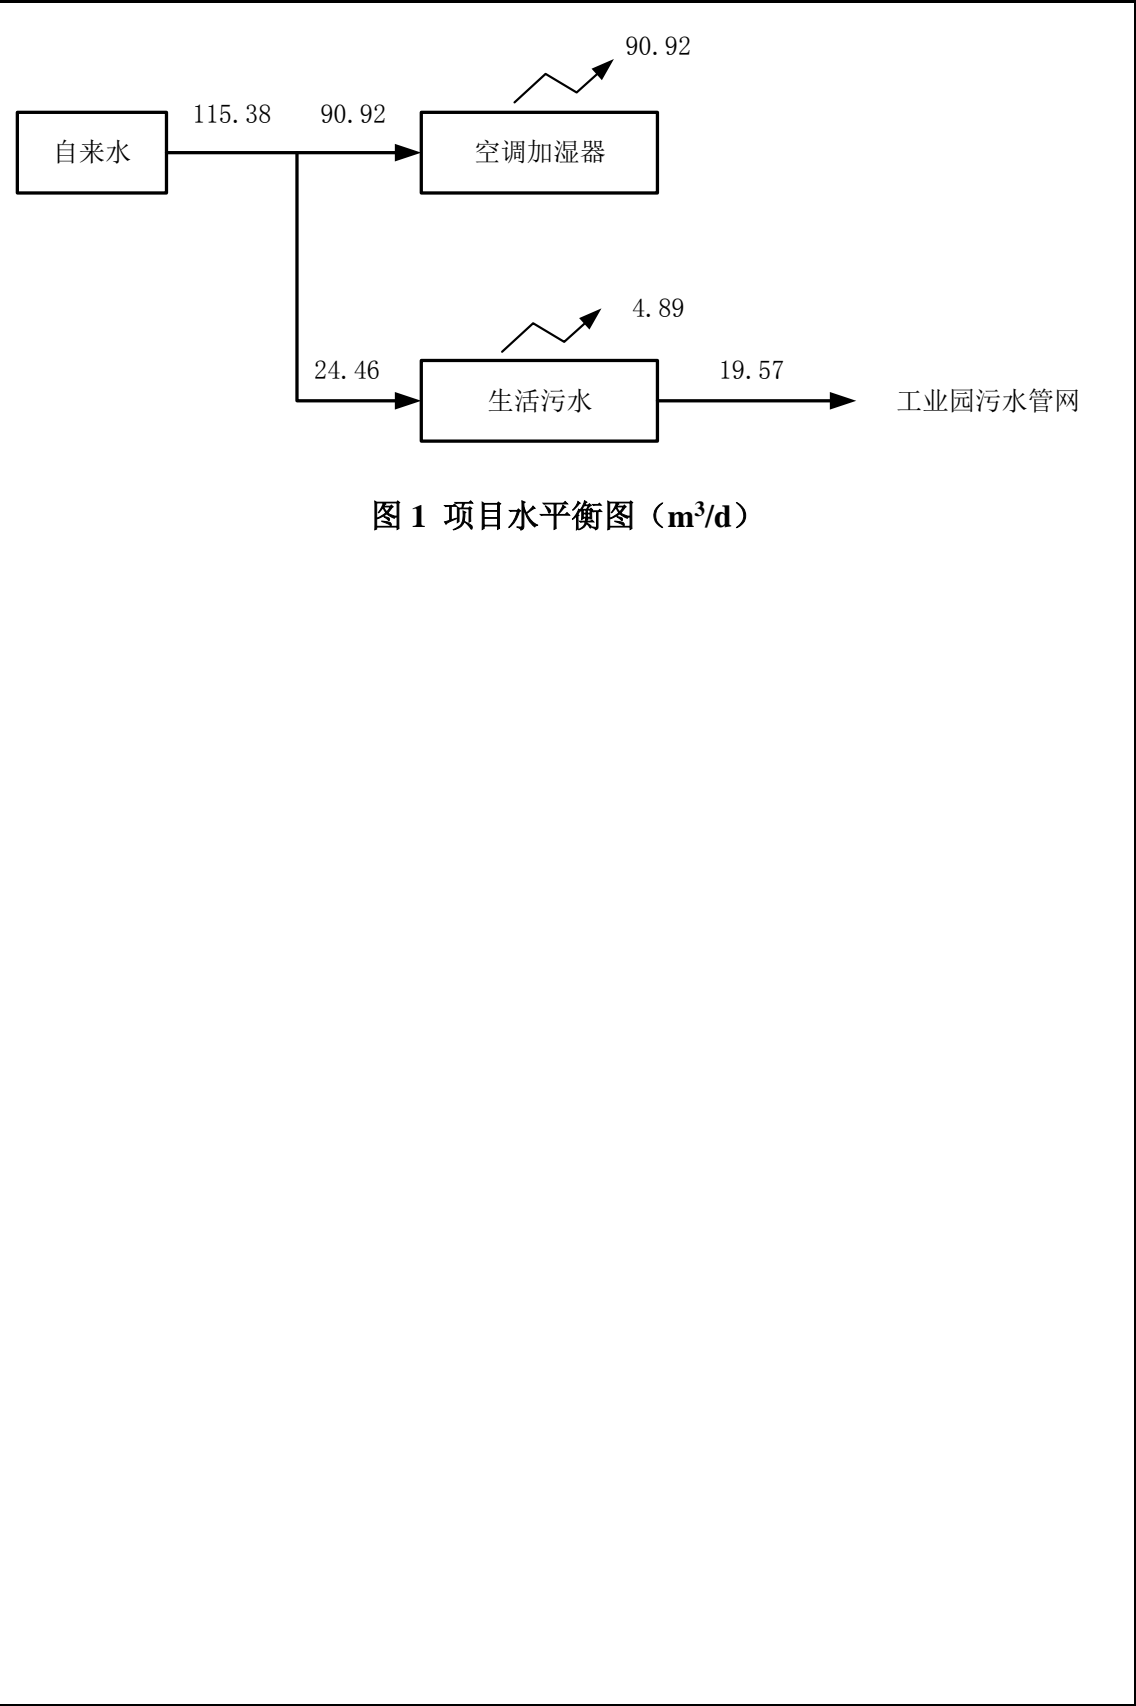 90.92
115.38
90.92
自来水
空调加湿器
4.89
24.46
19.57
生活污水
工业园污水管网
图 1 项目水平衡图（m³/d）